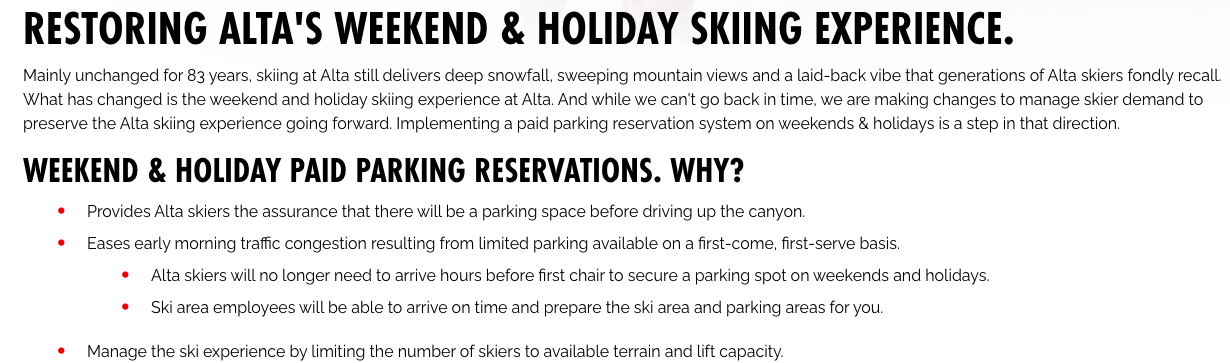 RESTORING ALTA'S WEEKEND & HOLIDAY SKIING EXPERIENCE.
Mainly unchanged for 83 years, skiing at Alta still delivers deep snowfall, sweeping mountain views and a laid-back vibe that generations of Alta skiers fondly recall.
What has changed is the weekend and holiday skiing experience at Alta. And while we can't go back in time, we are making changes to manage skier demand to
preserve the Alta skiing experience going forward. Implementing a paid parking reservation system on weekends & holidays is a step in that direction.
WEEKEND & HOLIDAY PAID PARKING RESERVATIONS. WHY?
• Provides Alta skiers the assurance that there will be a parking space before driving up the canyon.
• Eases early morning traffic congestion resulting from limited parking available on a first-come, first-serve basis.
• Alta skiers will no longer need to arrive hours before first chair to secure a parking spot on weekends and holidays.
• Ski area employees will be able to arrive on time and prepare the ski area and parking areas for you.
• Manage the ski experience by limiting the number of skiers to available terrain and lift capacity.